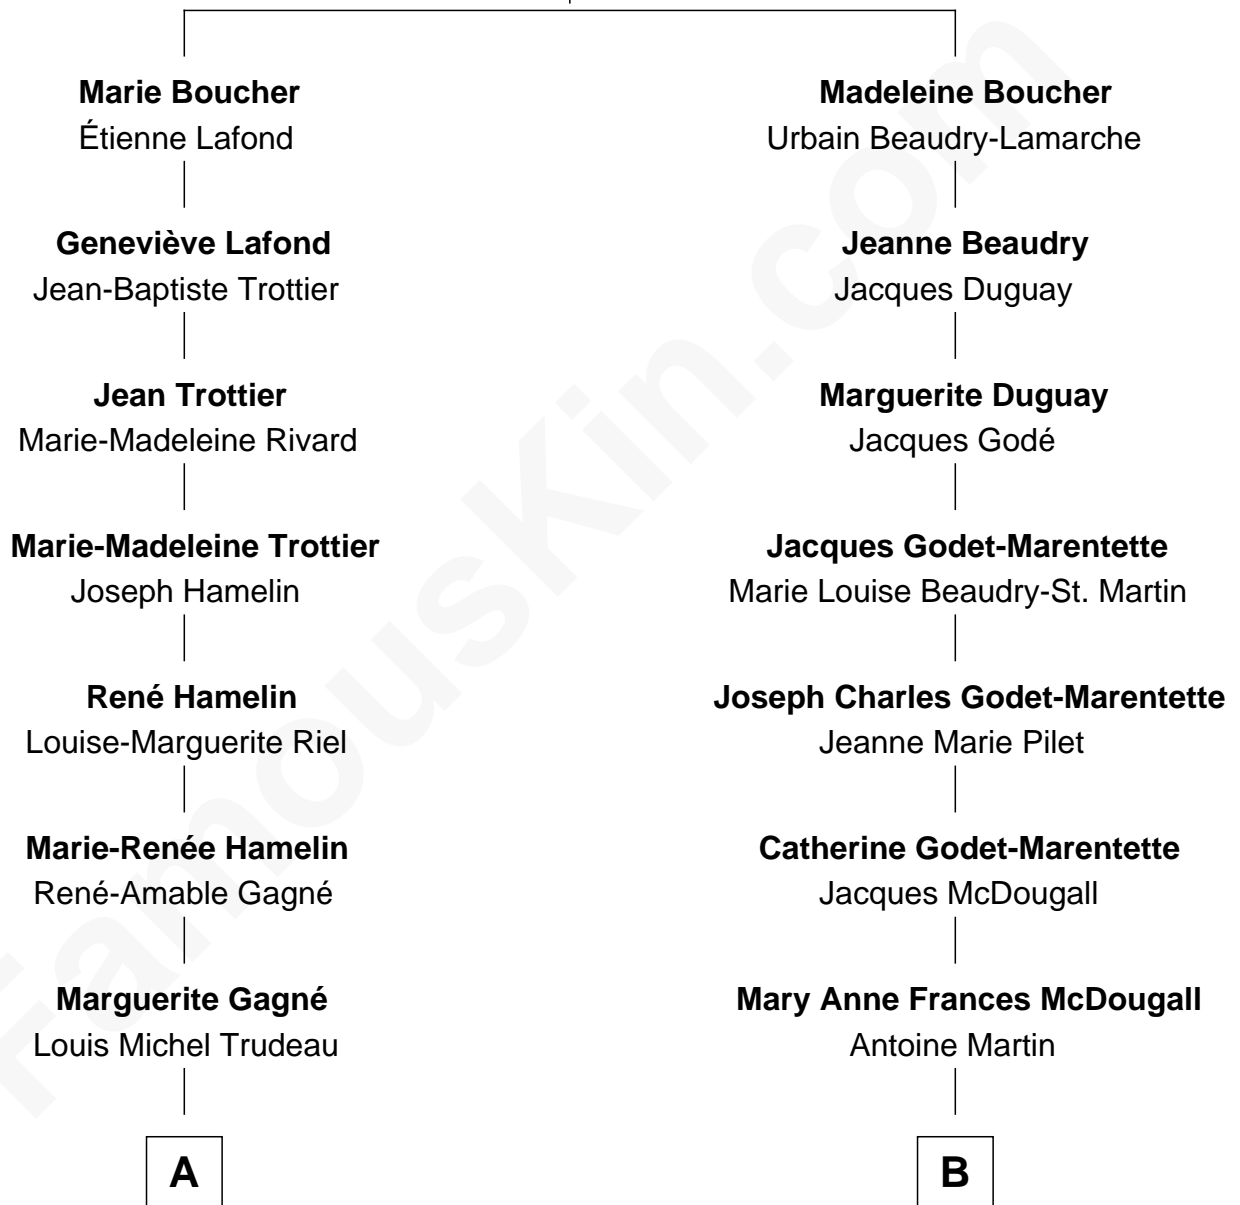 Marie Boucher
Étienne Lafond
Geneviève Lafond
Jean-Baptiste Trottier
Jean Trottier
Marie-Madeleine Rivard
Marie-Madeleine Trottier
Joseph Hamelin
René Hamelin
Louise-Marguerite Riel
Marie-Renée Hamelin
René-Amable Gagné
Marguerite Gagné
Louis Michel Trudeau
A
Madeleine Boucher
Urbain Beaudry-Lamarche
Jeanne Beaudry
Jacques Duguay
Marguerite Duguay
Jacques Godé
Jacques Godet-Marentette
Marie Louise Beaudry-St. Martin
Joseph Charles Godet-Marentette
Jeanne Marie Pilet
Catherine Godet-Marentette
Jacques McDougall
Mary Anne Frances McDougall
Antoine Martin
B
FamousKin.com